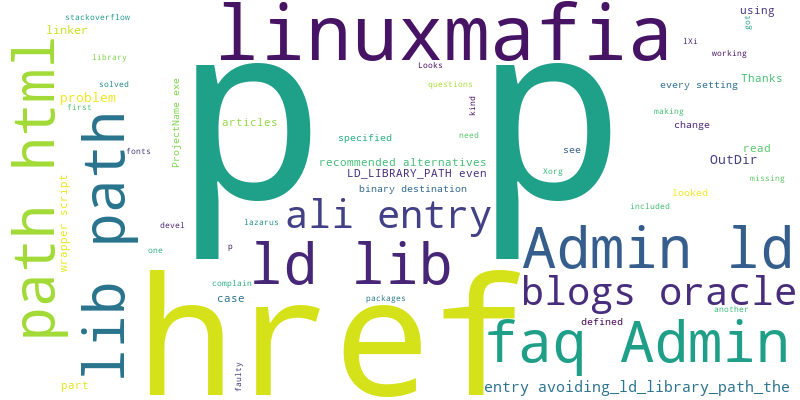 stackoverflow
linker
library
path html
lib path
problem
solved
first
fonts
wrapper script
ProjectName exe
articles
linuxmafia
p p
Looks
lXi
using
got
working
questions
every setting
Thanks
kind
making
change
specified
need
see
read
recommended alternatives
OutDir
LD_LIBRARY_PATH even
Xorg
missing
binary destination
looked
included
ali entry
devel
lazarus
p
one
Admin ld
ld lib
complain
case
packages
blogs oracle
href
another
defined
faq Admin
faulty
part
entry avoiding_ld_library_path_the